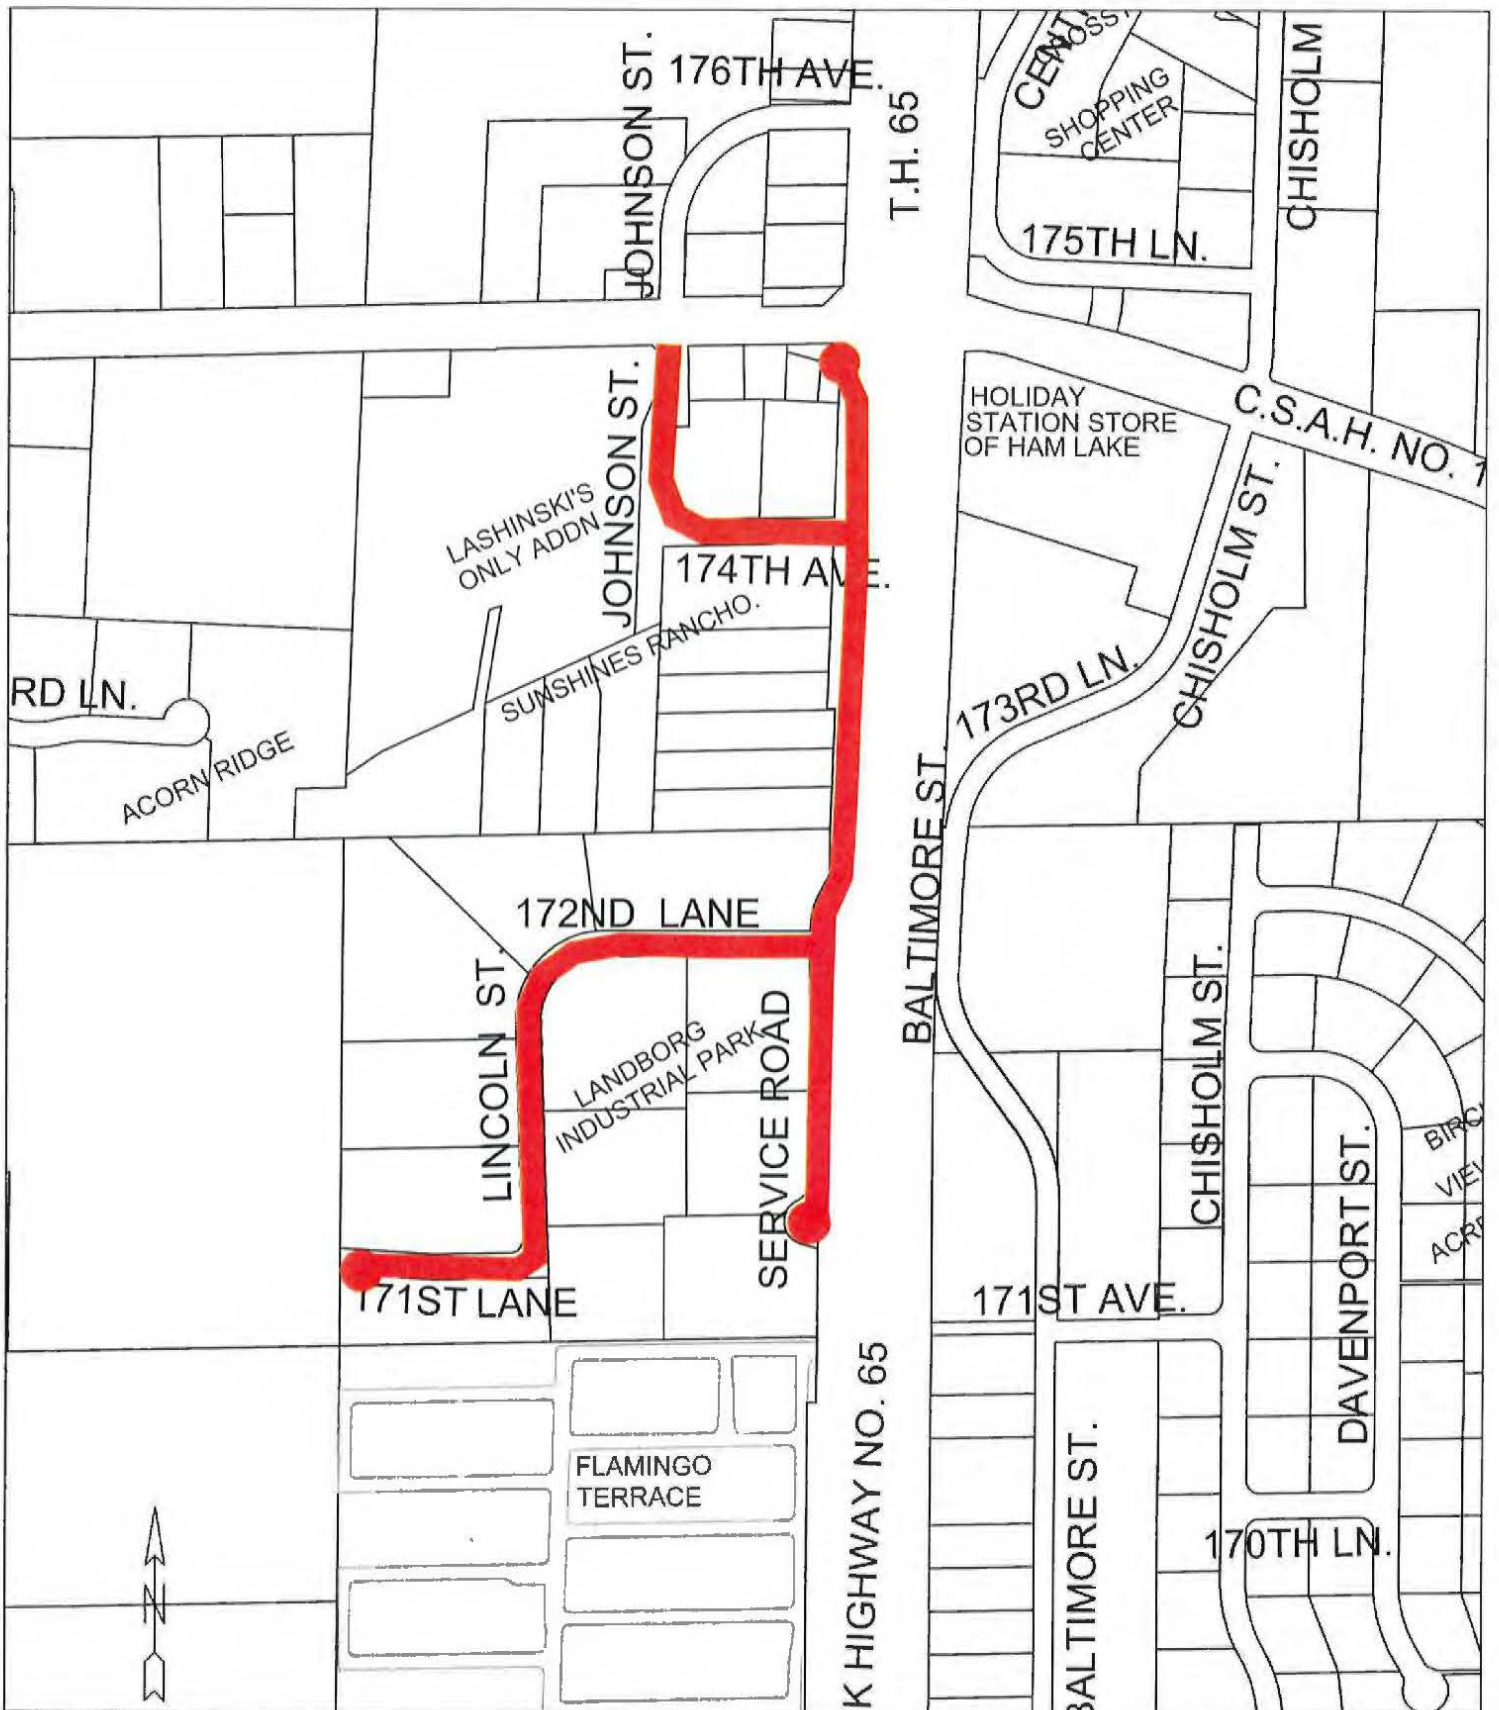 JOHNSON ST.
176TH AVE.
T.H. 65
SHOPPING
CENTER
CHISHOLM
175TH LN.
HOLIDAY
STATION STORE
OF HAM LAKE
C.S.A.H. NO. 1
JOHNSON ST.
LASHINSKI'S
ONLY ADDN
174TH AVE.
CHISHOLM ST.
SUNSHINES RANCHO.
RD LN.
173RD LN.
ACORN RIDGE
BALTIMORE ST.
172ND LANE
LINCOLN ST.
LANDBORG
INDUSTRIAL PARK
SERVICE ROAD
CHISHOLM ST.
DAVENPORT ST.
171ST LANE
171ST AVE.
K HIGHWAY NO. 65
FLAMINGO
TERRACE
BALTIMORE ST.
170TH LN.
N